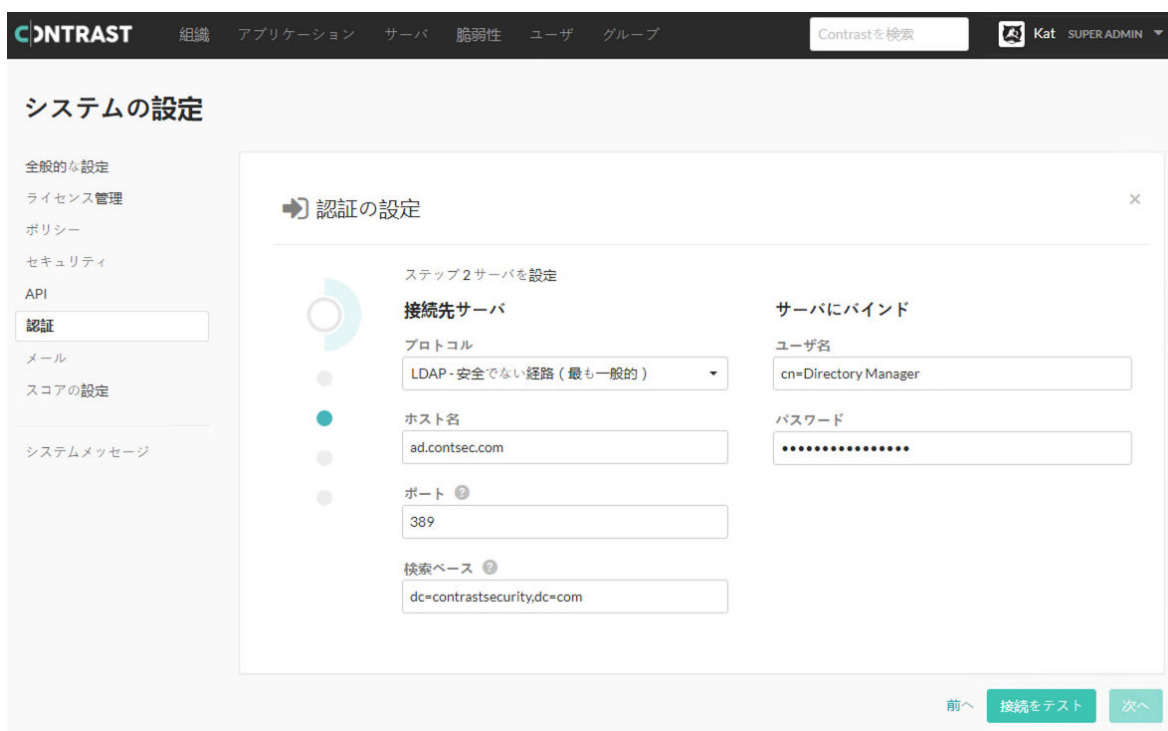 CONTRAST 組織 アプリケーション サーバ 脆弱性 ユーザ グループ Contrastを検索 Kat SUPER ADMIN
システムの設定
全般的な設定
ライセンス管理
ポリシー
セキュリティ
API
認証
メール
スコアの設定
システムメッセージ
認証の設定 ×
ステップ 2 サーバを設定
接続先サーバ
プロトコル
LDAP - 安全でない経路 ( 最も一般的 )
ホスト名
ad.contsec.com
ポート ?
389
検索ベース ?
dc=contrastsecurity,dc=com
サーバにバインド
ユーザ名
cn=Directory Manager
パスワード
••••••••••••••••
前へ 接続をテスト 次へ